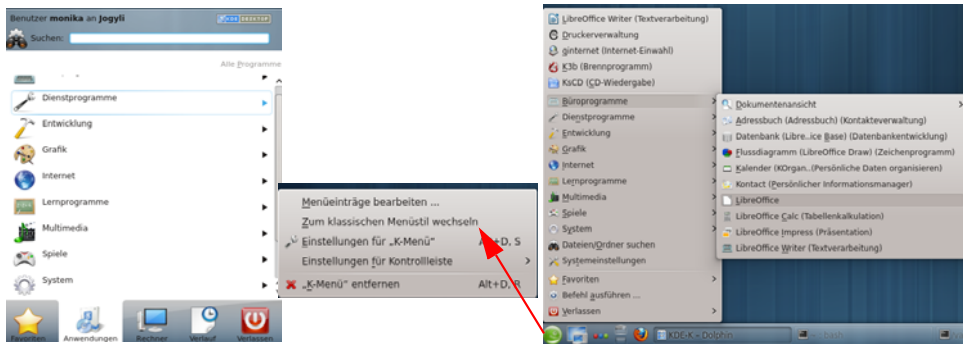 Benutzer monika an Jogyli
KDE DESKTOP
Suchen:
Alle Programme
Dienstprogramme
Entwicklung
Grafik
Internet
Lernprogramme
Multimedia
Spiele
System
Favoriten
Anwendungen
Rechner
Verlauf
Verlassen
Menüeinträge bearbeiten ...
Zum klassischen Menüstil wechseln
Einstellungen für „K-Menü“ Alt+D, S
Einstellungen für Kontrollleiste
„K-Menü“ entfernen Alt+D, R
LibreOffice Writer (Textverarbeitung)
Druckerverwaltung
ginternet (Internet-Einwahl)
K3b (Brennprogramm)
KsCD (CD-Wiedergabe)
Büroprogramme
Dienstprogramme
Entwicklung
Grafik
Internet
Lernprogramme
Multimedia
Spiele
System
Dateien/Ordner suchen
Systemeinstellungen
Favoriten
Befehl ausführen ...
Verlassen
Dokumentenansicht
Adressbuch (Adressbuch) (Kontakteverwaltung)
Datenbank (Libre..ice Base) (Datenbankentwicklung)
Flussdiagramm (LibreOffice Draw) (Zeichenprogramm)
Kalender (KOrgan..(Persönliche Daten organisieren)
Kontact (Persönlicher Informationsmanager)
LibreOffice
LibreOffice Calc (Tabellenkalkulation)
LibreOffice Impress (Präsentation)
LibreOffice Writer (Textverarbeitung)
KDE-K – Dolphin
bash